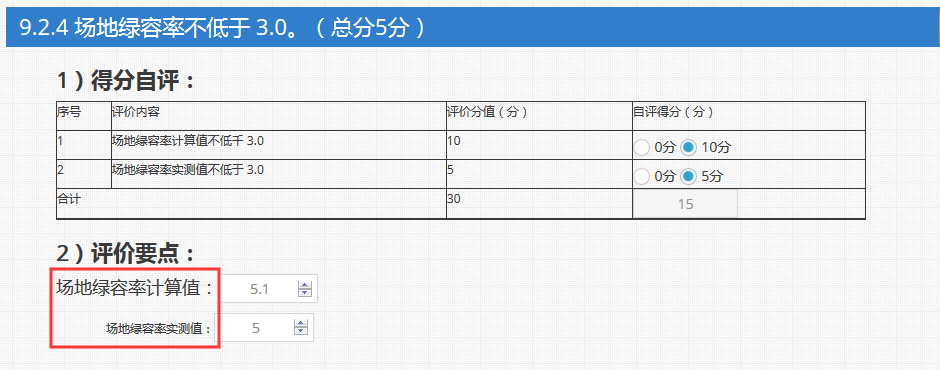 9.2.4 场地绿容率不低于 3.0。（总分5分）
1）得分自评：
序号 评价内容 评价分值（分） 自评得分（分）
1 场地绿容率计算值不低千 3.0 10 0分 10分
2 场地绿容率实测值不低于 3.0 5 0分 5分
合计 30 15
2）评价要点：
场地绿容率计算值： 5.1
场地绿容率实测值： 5